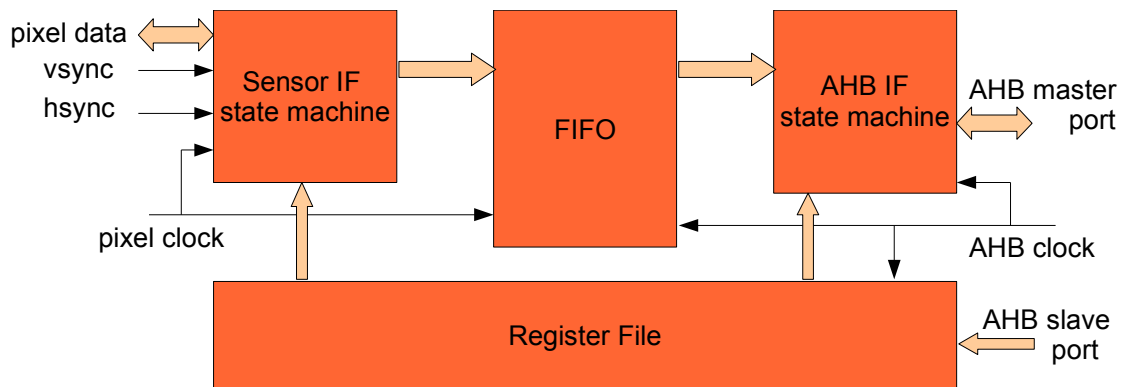 pixel data
vsync
hsync
pixel clock
Sensor IF
state machine
FIFO
AHB IF
state machine
AHB master
port
AHB clock
Register File
AHB slave
port